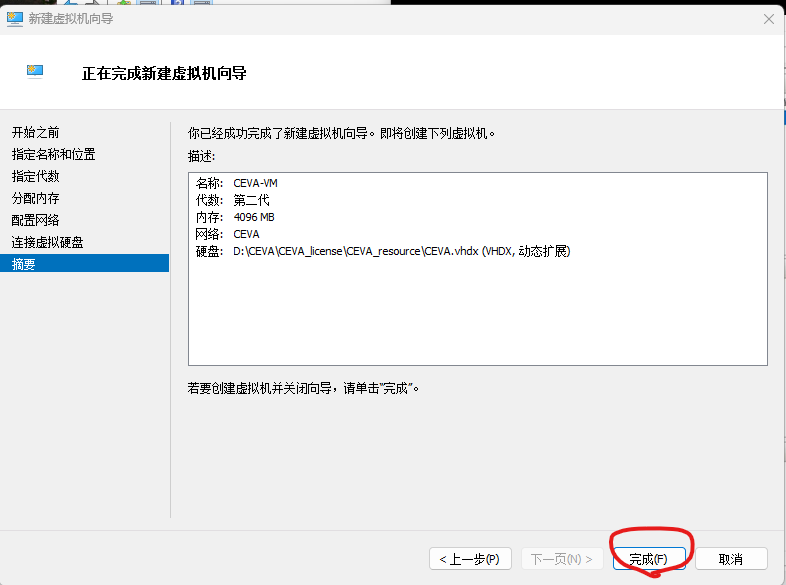 新建虚拟机向导
正在完成新建虚拟机向导
开始之前
指定名称和位置
指定代数
分配内存
配置网络
连接虚拟硬盘
摘要
你已经成功完成了新建虚拟机向导。即将创建下列虚拟机。
描述:
名称: CEVA-VM
代数: 第二代
内存: 4096 MB
网络: CEVA
硬盘: D:\CEVA\CEVA_license\CEVA_resource\CEVA.vhdx (VHDX, 动态扩展)
若要创建虚拟机并关闭向导，请单击"完成"。
< 上一步(P)
下一页(N) >
完成(F)
取消